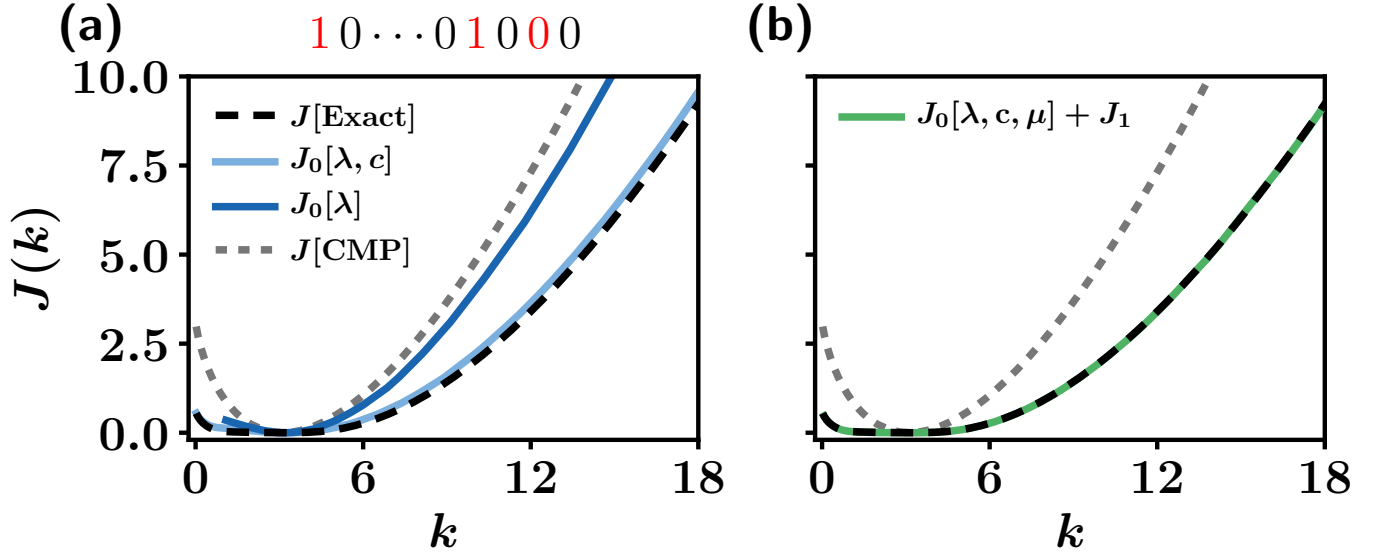 (a)
1 0 ⋯ 0 1 0 0 0
10.0
7.5
5.0
2.5
0.0
J(k)
J[Exact]
J₀[λ, c]
J₀[λ]
J[CMP]
0 6 12 18
k
(b)
J₀[λ, c, μ] + J₁
0 6 12 18
k